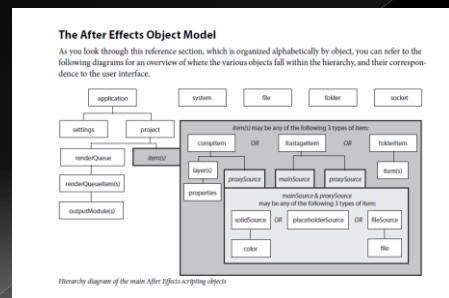 The After Effects Object Model
As you look through this reference section, which is organized alphabetically by object, you can refer to the
following diagrams for an overview of where the various objects fall within the hierarchy, and their correspon-
dence to the user interface.
application system file folder socket
settings project
item(s) may be any of the following 3 types of item:
compItem OR footageItem OR folderItem
renderQueue item(s)
layer(s) proxySource mainSource proxySource item(s)
renderQueueItem(s)
properties
mainSource & proxySource
may be any of the following 3 types of item:
outputModule(s)
solidSource OR placeholderSource OR fileSource
color file
Hierarchy diagram of the main After Effects scripting objects